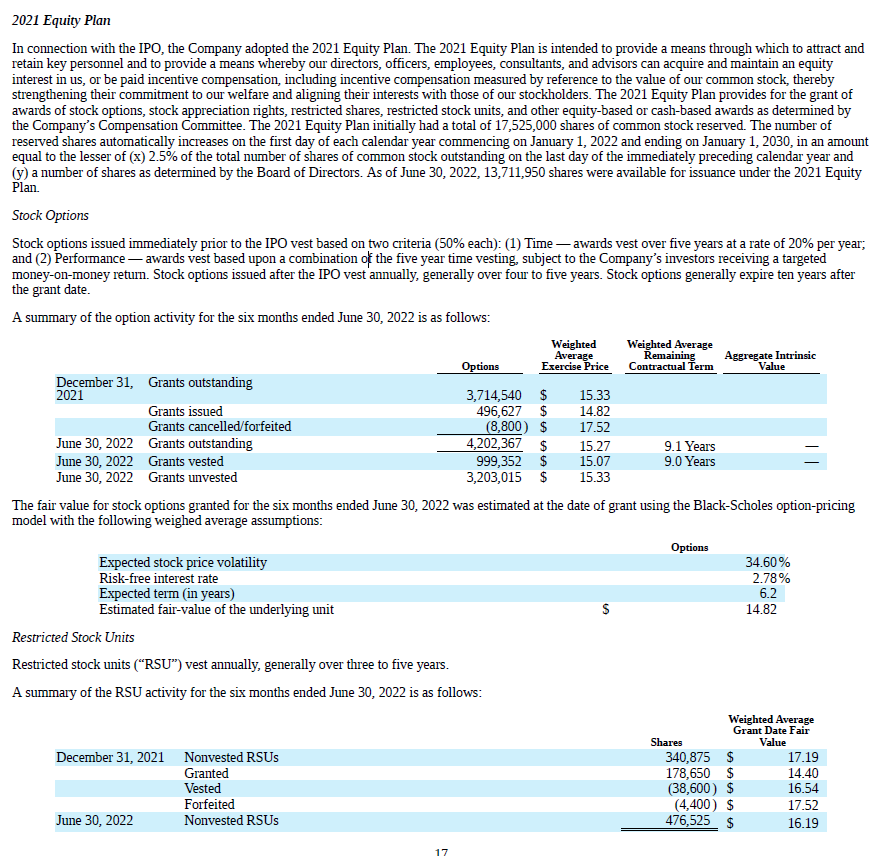 2021 Equity Plan
In connection with the IPO, the Company adopted the 2021 Equity Plan. The 2021 Equity Plan is intended to provide a means through which to attract and
retain key personnel and to provide a means whereby our directors, officers, employees, consultants, and advisors can acquire and maintain an equity
interest in us, or be paid incentive compensation, including incentive compensation measured by reference to the value of our common stock, thereby
strengthening their commitment to our welfare and aligning their interests with those of our stockholders. The 2021 Equity Plan provides for the grant of
awards of stock options, stock appreciation rights, restricted shares, restricted stock units, and other equity-based or cash-based awards as determined by
the Company’s Compensation Committee. The 2021 Equity Plan initially had a total of 17,525,000 shares of common stock reserved. The number of
reserved shares automatically increases on the first day of each calendar year commencing on January 1, 2022 and ending on January 1, 2030, in an amount
equal to the lesser of (x) 2.5% of the total number of shares of common stock outstanding on the last day of the immediately preceding calendar year and
(y) a number of shares as determined by the Board of Directors. As of June 30, 2022, 13,711,950 shares were available for issuance under the 2021 Equity
Plan.
Stock Options
Stock options issued immediately prior to the IPO vest based on two criteria (50% each): (1) Time — awards vest over five years at a rate of 20% per year;
and (2) Performance — awards vest based upon a combination of the five year time vesting, subject to the Company’s investors receiving a targeted
money-on-money return. Stock options issued after the IPO vest annually, generally over four to five years. Stock options generally expire ten years after
the grant date.
A summary of the option activity for the six months ended June 30, 2022 is as follows:
Options Weighted Average Exercise Price Weighted Average Remaining Contractual Term Aggregate Intrinsic Value
December 31, 2021 Grants outstanding 3,714,540 $ 15.33
Grants issued 496,627 $ 14.82
Grants cancelled/forfeited (8,800) $ 17.52
June 30, 2022 Grants outstanding 4,202,367 $ 15.27 9.1 Years —
June 30, 2022 Grants vested 999,352 $ 15.07 9.0 Years —
June 30, 2022 Grants unvested 3,203,015 $ 15.33
The fair value for stock options granted for the six months ended June 30, 2022 was estimated at the date of grant using the Black-Scholes option-pricing
model with the following weighed average assumptions:
Options
Expected stock price volatility 34.60%
Risk-free interest rate 2.78%
Expected term (in years) 6.2
Estimated fair-value of the underlying unit $ 14.82
Restricted Stock Units
Restricted stock units (“RSU”) vest annually, generally over three to five years.
A summary of the RSU activity for the six months ended June 30, 2022 is as follows:
Shares Weighted Average Grant Date Fair Value
December 31, 2021 Nonvested RSUs 340,875 $ 17.19
Granted 178,650 $ 14.40
Vested (38,600) $ 16.54
Forfeited (4,400) $ 17.52
June 30, 2022 Nonvested RSUs 476,525 $ 16.19
17